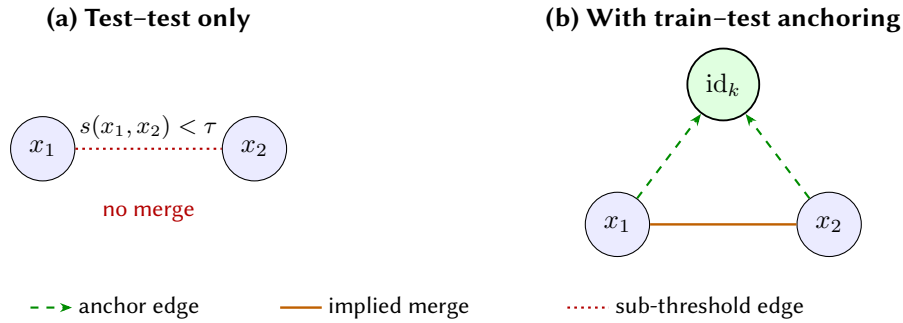 (a) Test–test only
(b) With train–test anchoring
id_k
s(x_1, x_2) < τ
x_1
x_2
no merge
x_1
x_2
anchor edge
implied merge
sub-threshold edge